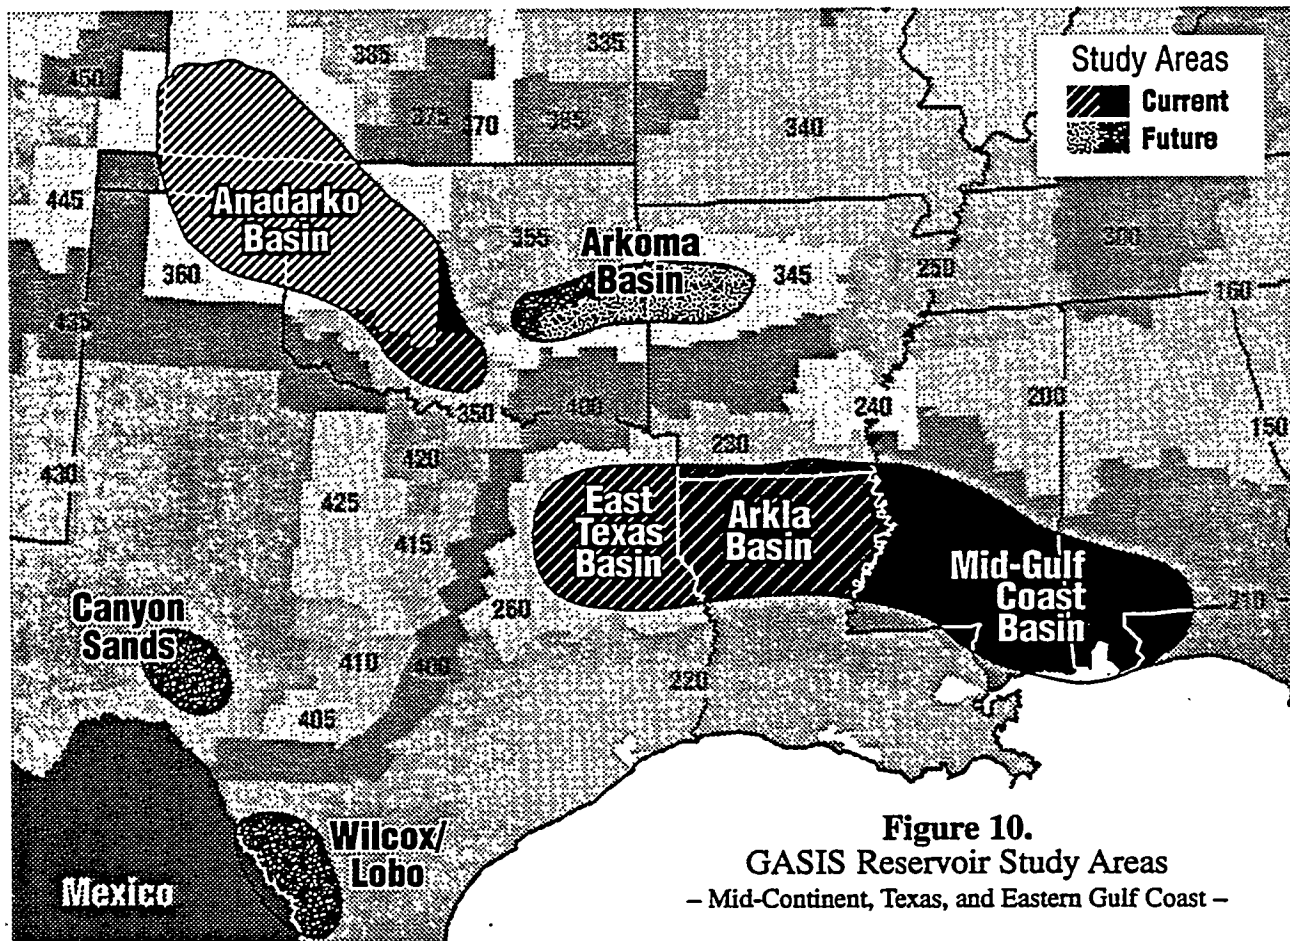 Study Areas
Current
Future
450
385
335
375
370
385
340
445
Anadarko
Basin
355
Arkoma
Basin
360
345
250
300
160
435
350
400
240
200
150
230
420
430
425
East
Texas
Basin
Arkla
Basin
415
Mid-Gulf
Coast
Basin
Canyon
Sands
260
210
410
400
220
405
Wilcox/
Lobo
Mexico
Figure 10.
GASIS Reservoir Study Areas
– Mid-Continent, Texas, and Eastern Gulf Coast –